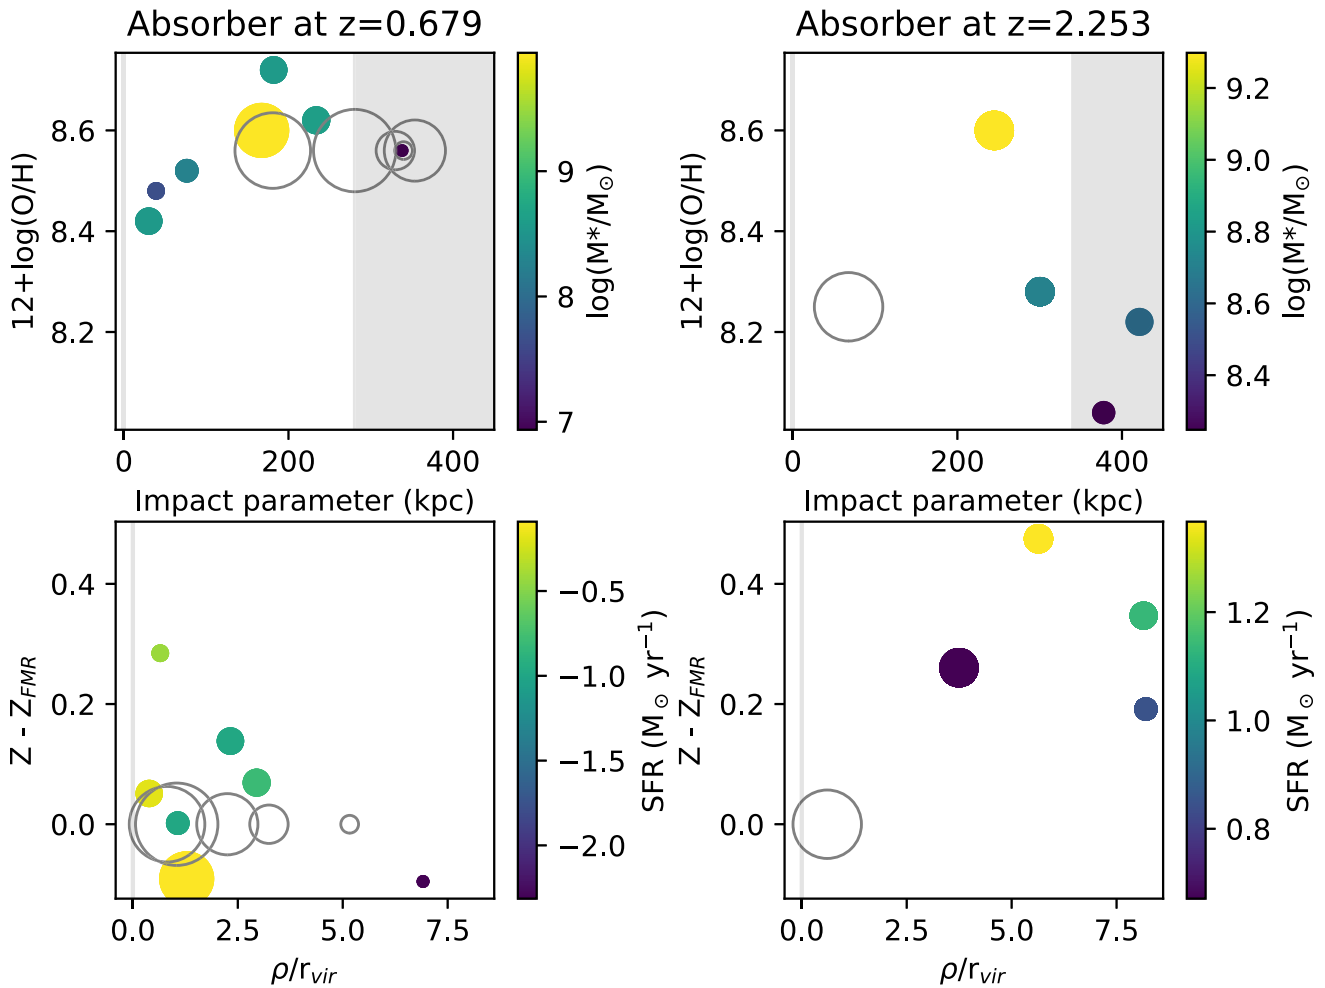 Absorber at z=0.679
Absorber at z=2.253
12+log(O/H)
8.6
8.4
8.2
0
200
400
Impact parameter (kpc)
9
8
7
log(M*/M⊙)
12+log(O/H)
8.6
8.4
8.2
0
200
400
Impact parameter (kpc)
9.2
9.0
8.8
8.6
8.4
log(M*/M⊙)
Z - Z_FMR
0.4
0.2
0.0
0.0
2.5
5.0
7.5
ρ/r_vir
−0.5
−1.0
−1.5
−2.0
SFR (M⊙ yr⁻¹)
Z - Z_FMR
0.4
0.2
0.0
0.0
2.5
5.0
7.5
ρ/r_vir
1.2
1.0
0.8
SFR (M⊙ yr⁻¹)